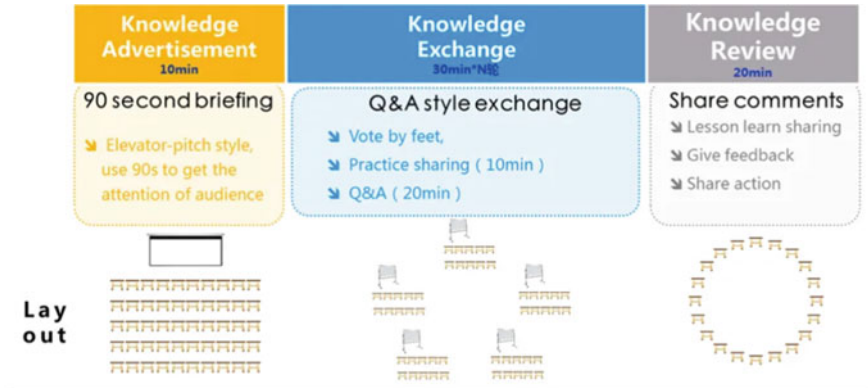 Knowledge
Advertisement
10min
90 second briefing
Elevator-pitch style,
use 90s to get the
attention of audience
Knowledge
Exchange
30min*N轮
Q&A style exchange
Vote by feet,
Practice sharing ( 10min )
Q&A ( 20min )
Knowledge
Review
20min
Share comments
Lesson learn sharing
Give feedback
Share action
Lay
out